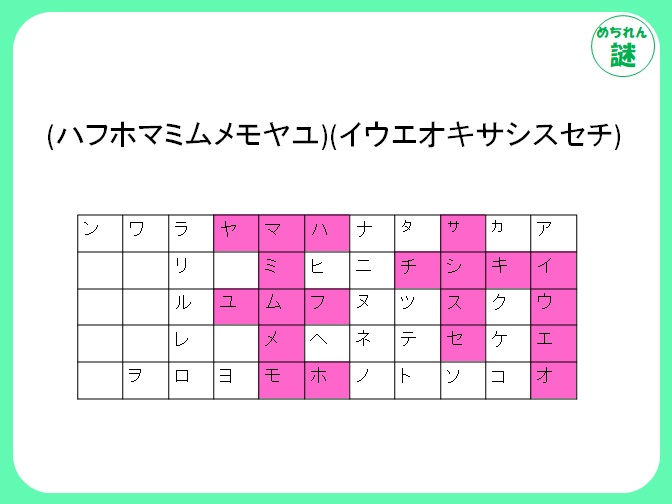 めちれん
謎
(ハフホマミムメモヤユ)(イウエオキサシスセチ)
ン ワ ラ ヤ マ ハ ナ タ サ カ ア
リ ミ ヒ ニ チ シ キ イ
ル ユ ム フ ヌ ツ ス ク ウ
レ メ ヘ ネ テ セ ケ エ
ヲ ロ ヨ モ ホ ノ ト ソ コ オ